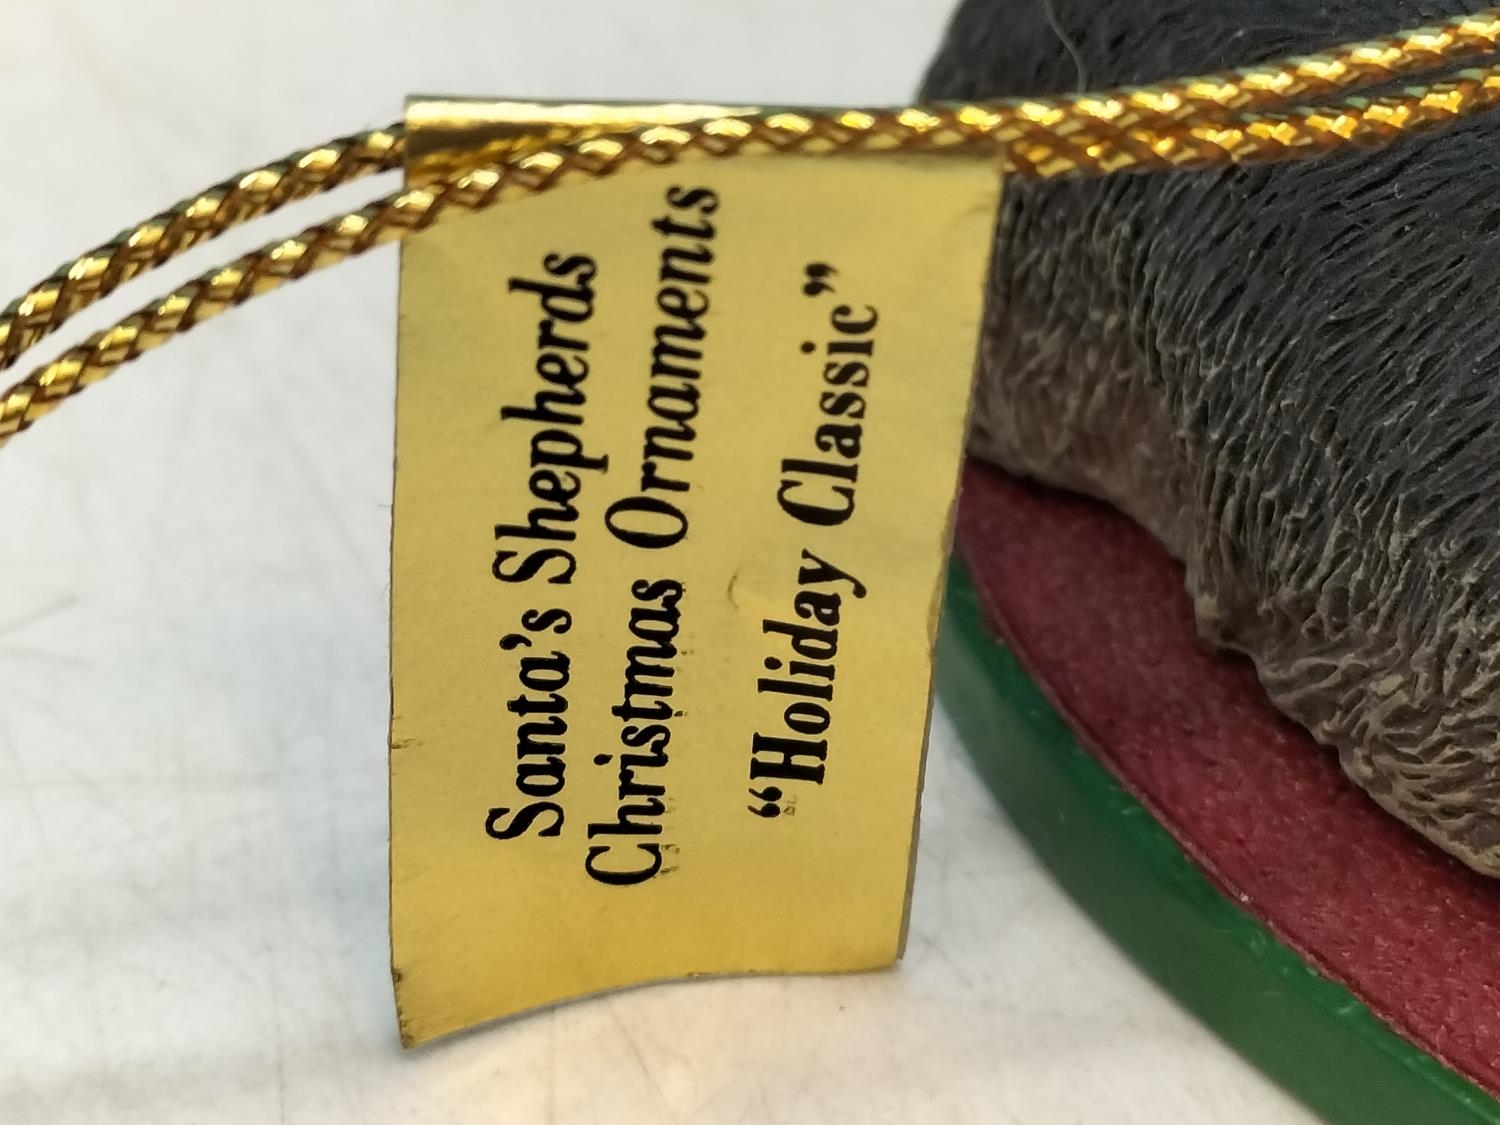 Santa's Shepherds
Christmas Ornaments
“Holiday Classic”